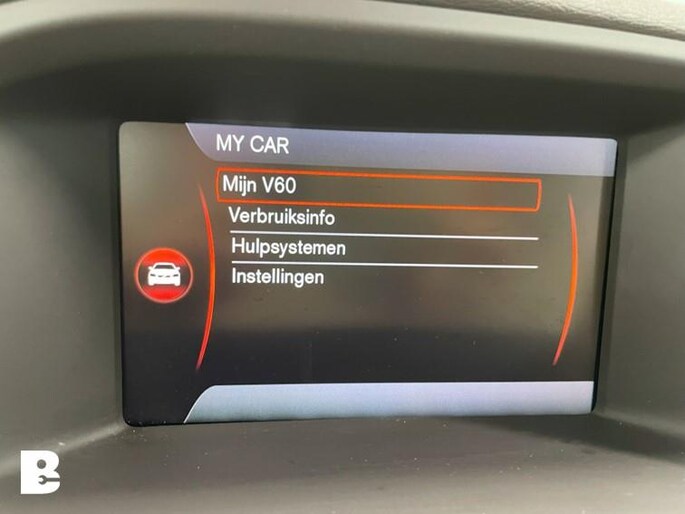 MY CAR
Mijn V60
Verbruiksinfo
Hulpsystemen
Instellingen
B